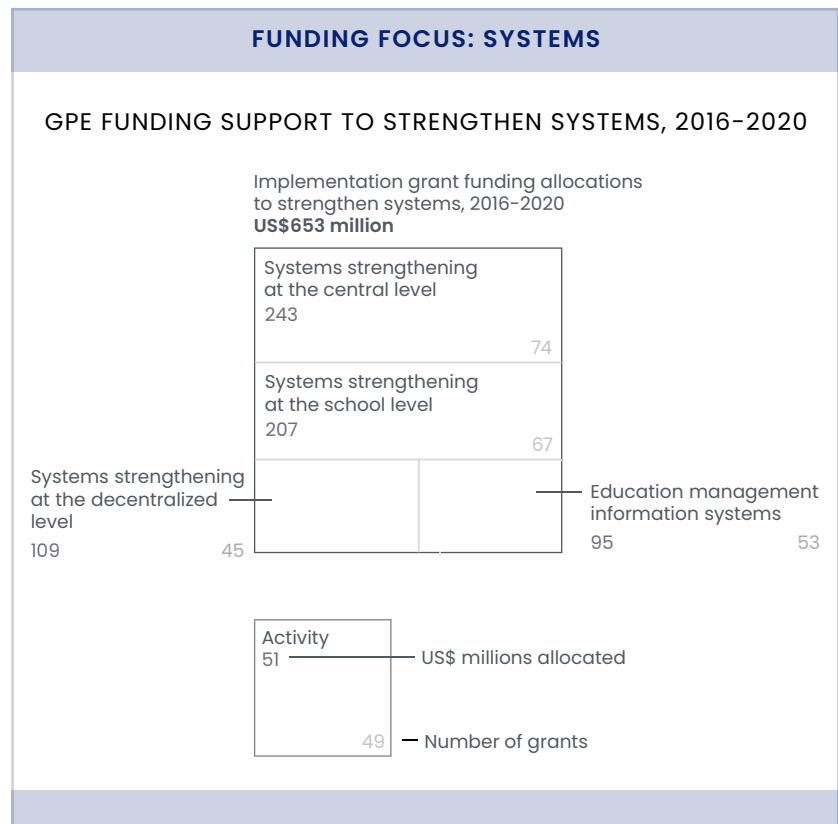 FUNDING FOCUS: SYSTEMS
GPE FUNDING SUPPORT TO STRENGTHEN SYSTEMS, 2016-2020
Implementation grant funding allocations
to strengthen systems, 2016-2020
US$653 million
Systems strengthening
at the central level
243
74
Systems strengthening
at the school level
207
67
Systems strengthening
at the decentralized
level
109 45
Education management
information systems
95 53
Activity
51 US$ millions allocated
49 Number of grants